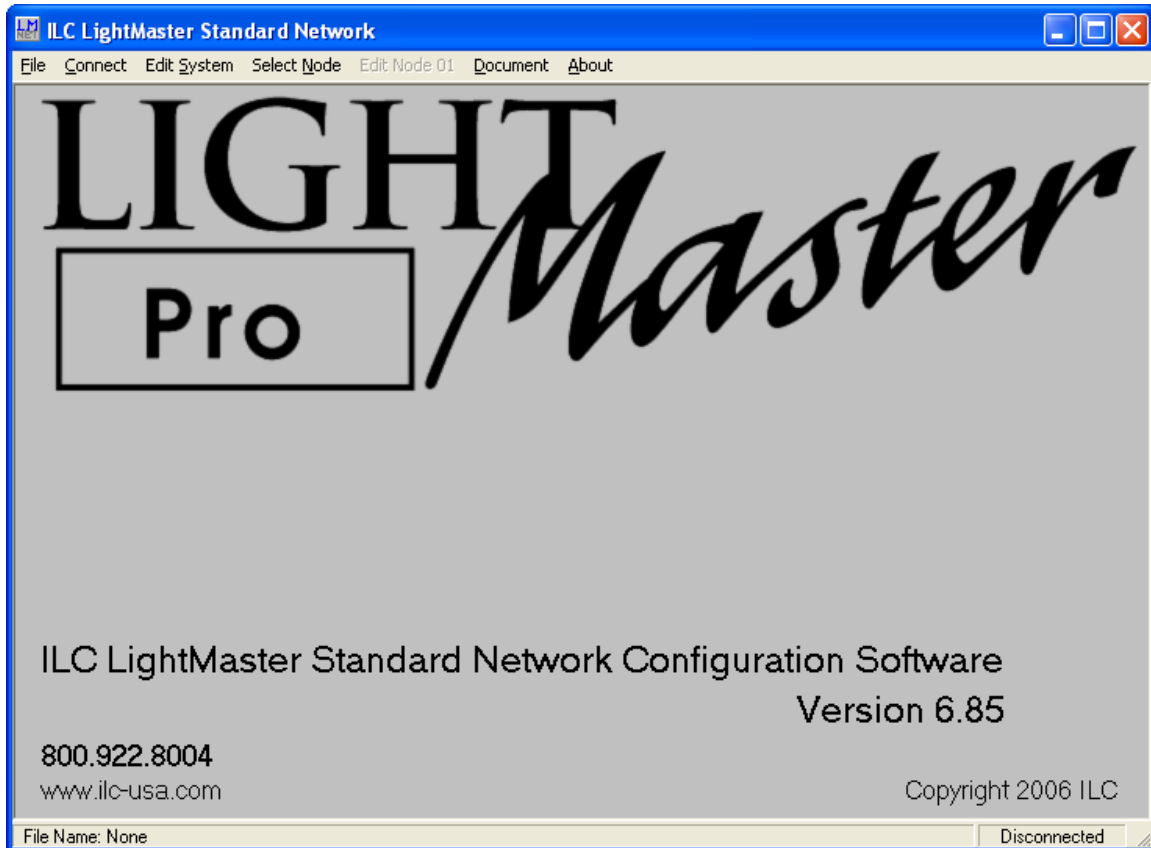 LM
NET
ILC LightMaster Standard Network
File Connect Edit System Select Node Edit Node 01 Document About
LIGHT
Master
Pro
ILC LightMaster Standard Network Configuration Software
Version 6.85
800.922.8004
www.ilc-usa.com
Copyright 2006 ILC
File Name: None
Disconnected